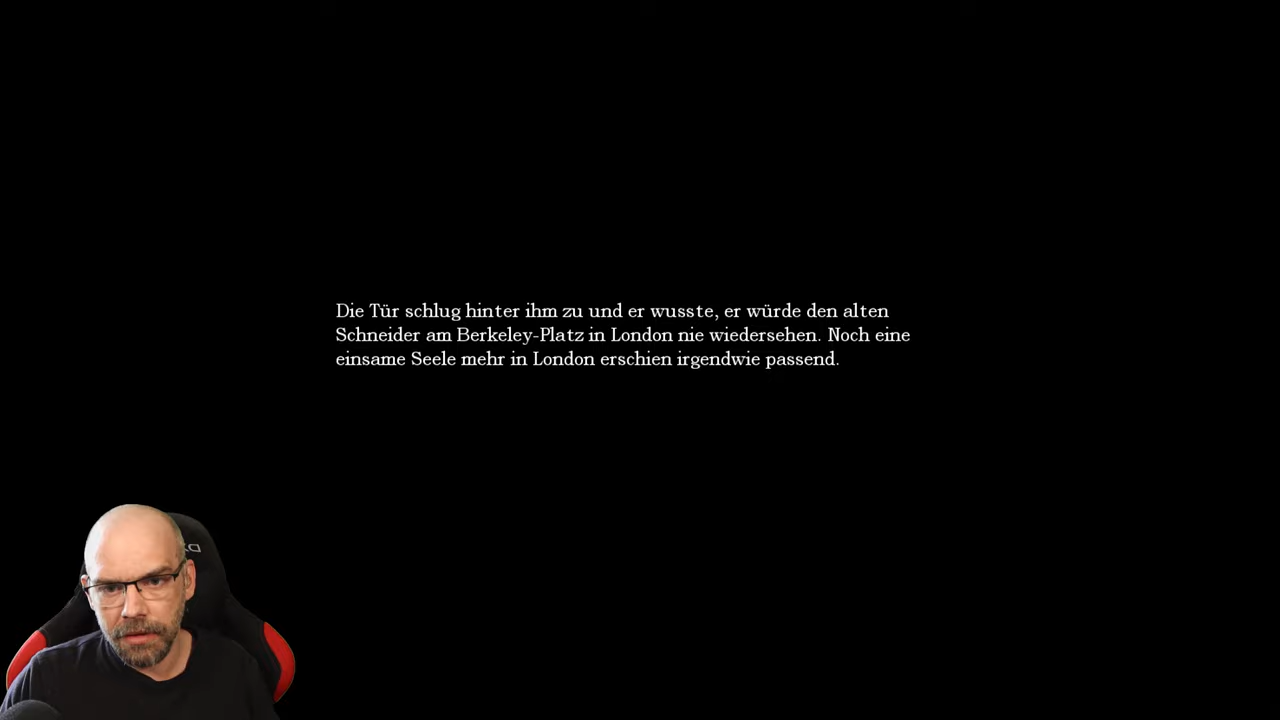 Die Tür schlug hinter ihm zu und er wusste, er würde den alten
Schneider am Berkeley-Platz in London nie wiedersehen. Noch eine
einsame Seele mehr in London erschien irgendwie passend.